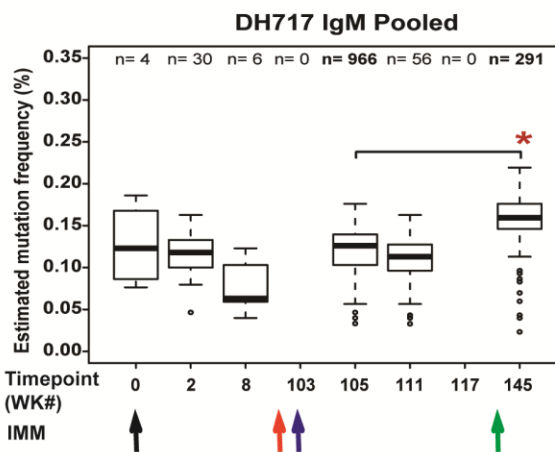 DH717 IgM Pooled
Estimated mutation frequency (%)
0.35
0.30
0.25
0.20
0.15
0.10
0.05
0.00
n= 4 n= 30 n= 6 n= 0 n= 966 n= 56 n= 0 n= 291
*
Timepoint 0 2 8 103 105 111 117 145
(WK#)
IMM